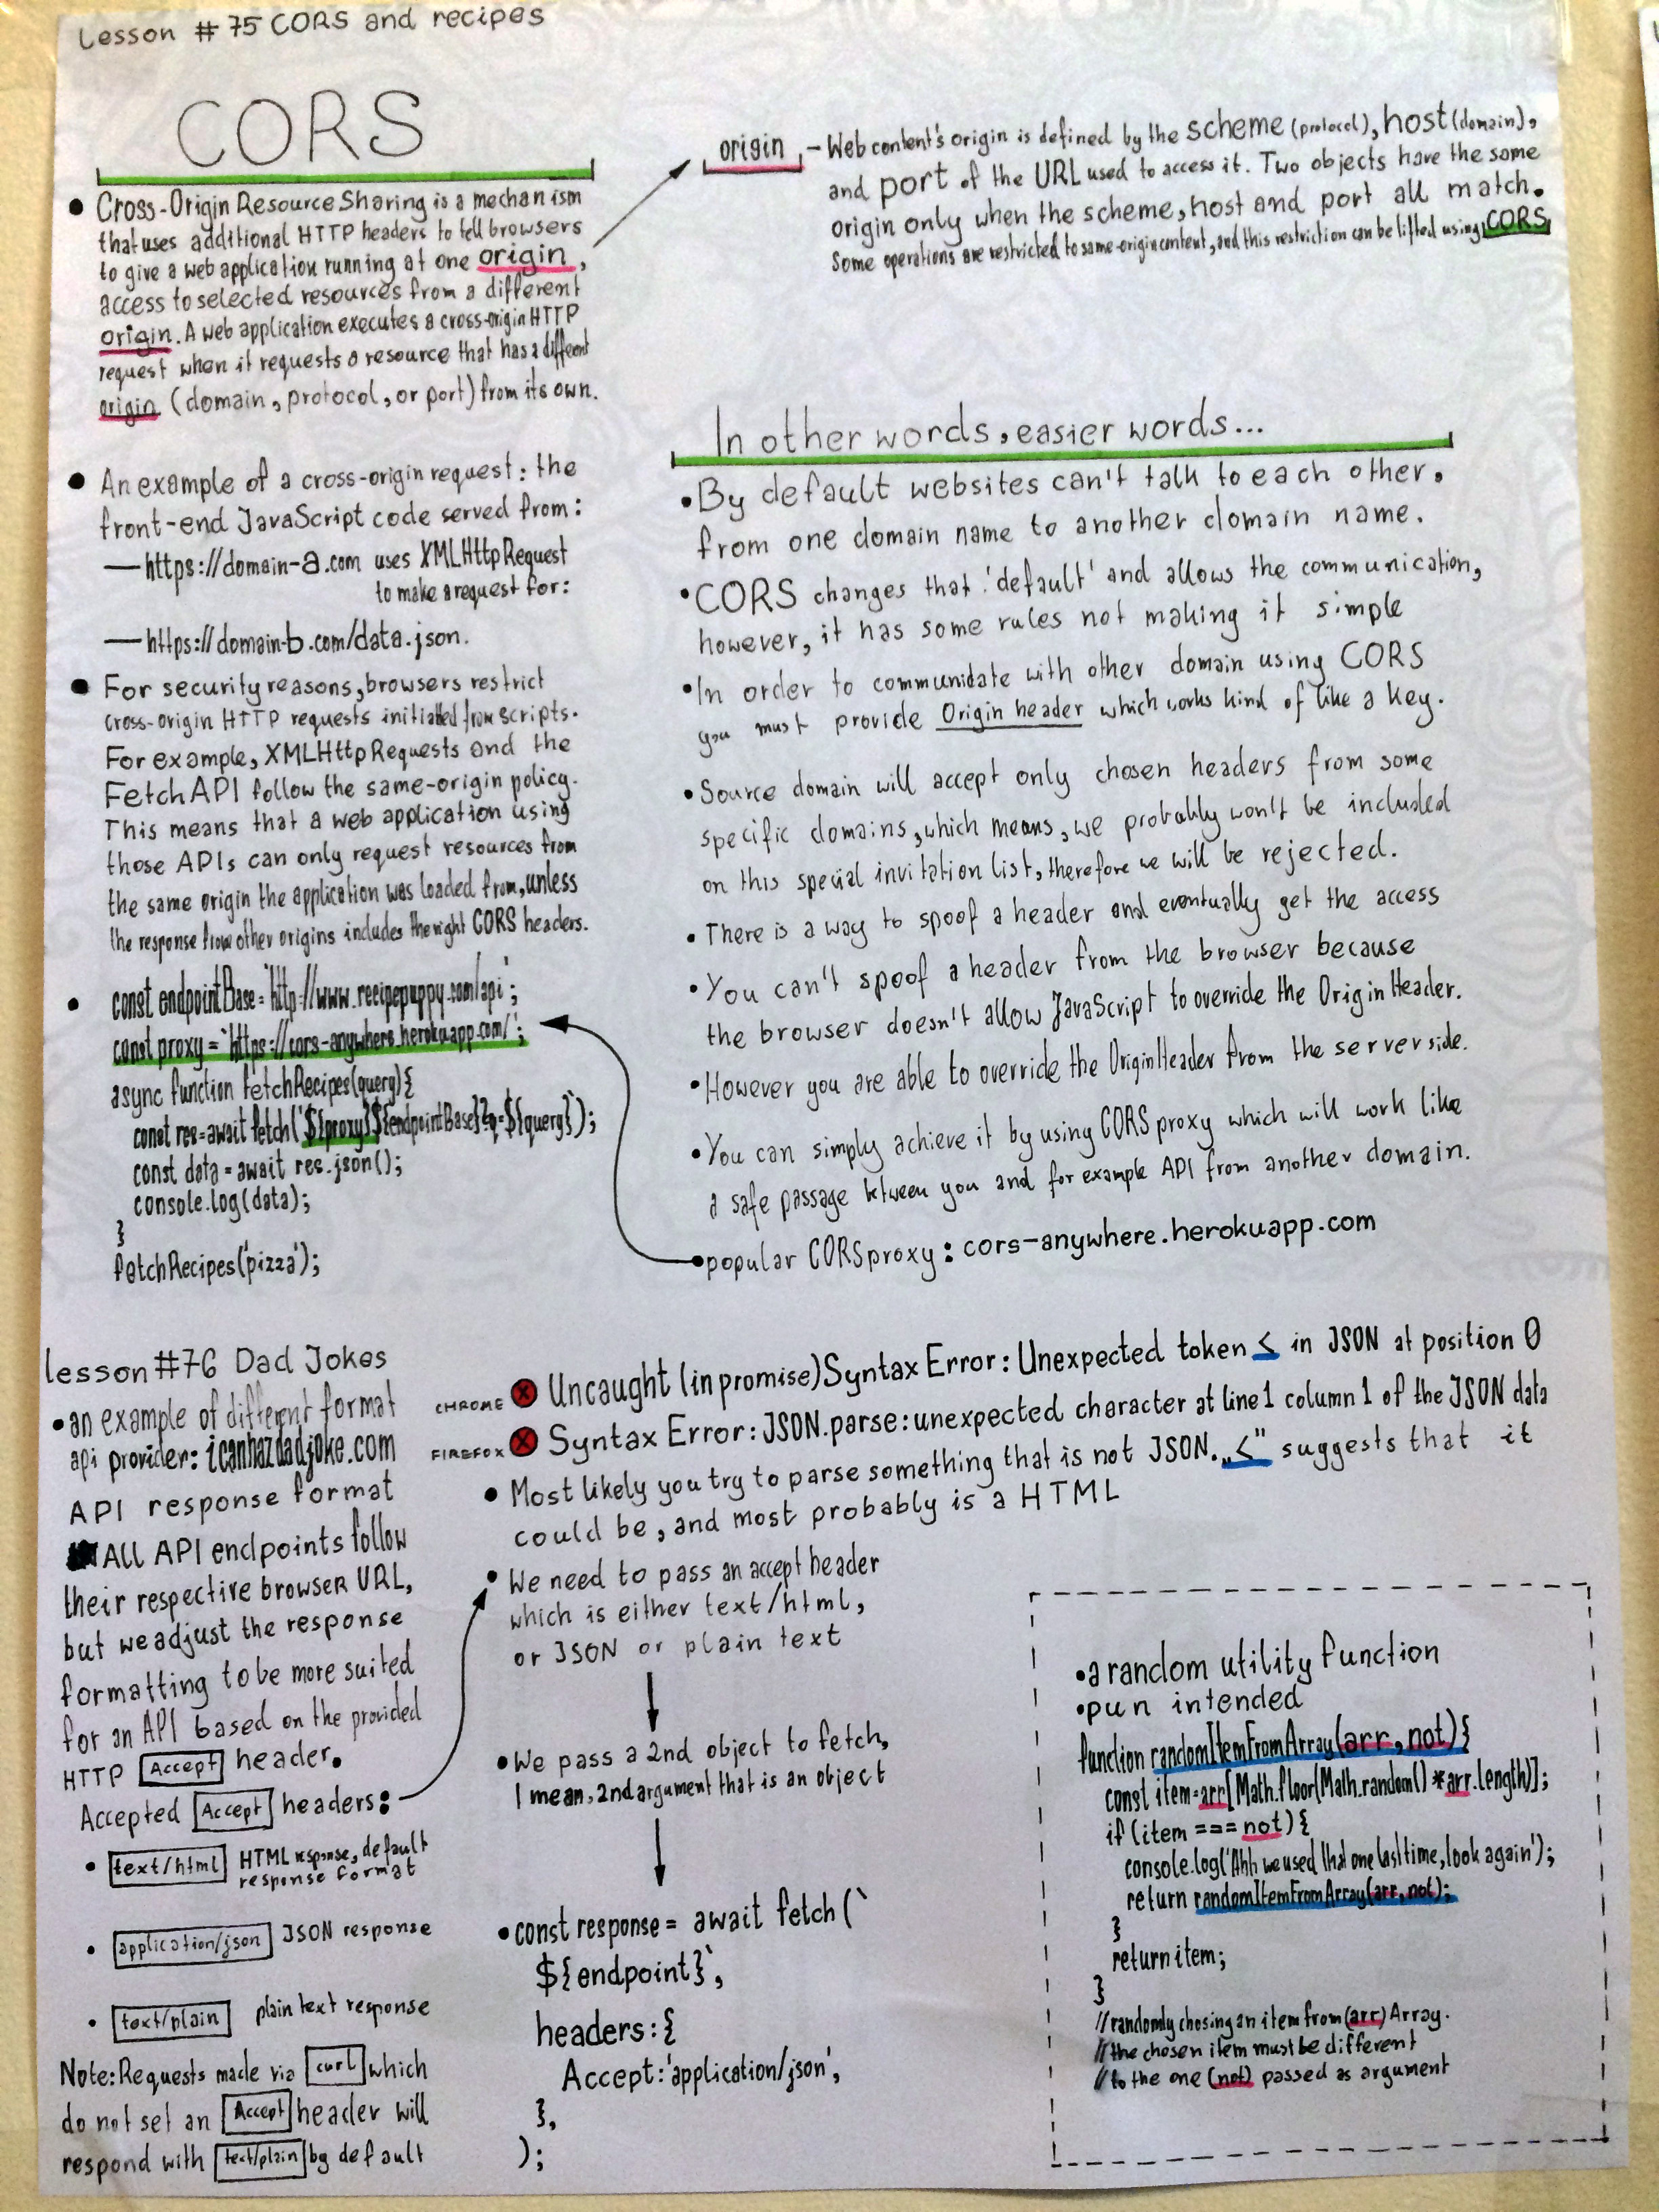 Lesson # 75 CORS and recipes
CORS
• Cross-Origin Resource Sharing is a mechanism
that uses additional HTTP headers to tell browsers
to give a web application running at one origin,
access to selected resources from a different
origin. A web application executes a cross-origin HTTP
request when it requests a resource that has a different
origin (domain, protocol, or port) from its own.
• An example of a cross-origin request: the
front-end JavaScript code served from:
— https://domain-a.com uses XMLHttpRequest
to make a request for:
— https://domain-b.com/data.json.
• For security reasons, browsers restrict
cross-origin HTTP requests initiated from scripts.
For example, XMLHttpRequests and the
Fetch API follow the same-origin policy.
This means that a web application using
those APIs can only request resources from
the same origin the application was loaded from, unless
the response from other origins includes the right CORS headers.
• const endpointBase = 'http://www.recipepuppy.com/api';
const proxy = `https://cors-anywhere.herokuapp.com/`;
async function fetchRecipes(query){
const res = await fetch(`${proxy}${endpointBase}?q=${query}`);
const data = await res.json();
console.log(data);
}
fetchRecipes('pizza');
origin – Web content's origin is defined by the scheme (protocol), host (domain),
and port of the URL used to access it. Two objects have the same
origin only when the scheme, host and port all match.
Some operations are restricted to same-origin content, and this restriction can be lifted using CORS
In other words, easier words...
• By default websites can't talk to each other,
from one domain name to another domain name.
• CORS changes that 'default' and allows the communication,
however, it has some rules not making it simple
• In order to communidate with other domain using CORS
you must provide Origin header which works kind of like a key.
• Source domain will accept only chosen headers from some
specific domains, which means, we probably won't be included
on this special invitation list, therefore we will be rejected.
• There is a way to spoof a header and eventually get the access
• You can't spoof a header from the browser because
the browser doesn't allow JavaScript to override the Origin Header.
• However you are able to override the Origin Header from the server side.
• You can simply achieve it by using CORS proxy which will work like
a safe passage between you and for example API from another domain.
• popular CORS proxy: cors-anywhere.herokuapp.com
lesson #76 Dad Jokes
• an example of different format
api provider: icanhazdadjoke.com
API response format
All API endpoints follow
their respective browser URL,
but we adjust the response
formatting to be more suited
for an API based on the provided
HTTP Accept header.
Accepted Accept headers:
• text/html HTML response, default
response format
• application/json JSON response
• text/plain plain text response
Note: Requests made via curl which
do not set an Accept header will
respond with text/plain by default
CHROME X Uncaught (in promise) Syntax Error: Unexpected token < in JSON at position 0
FIREFOX X Syntax Error: JSON.parse: unexpected character at line 1 column 1 of the JSON data
• Most likely you try to parse something that is not JSON. „<" suggests that it
could be, and most probably is a HTML
• We need to pass an accept header
which is either text/html,
or JSON or plain text
• We pass a 2nd object to fetch,
I mean, 2nd argument that is an object
• const response = await fetch(`
${endpoint}`,
headers: {
Accept: 'application/json',
},
);
• a random utility function
• pun intended
function randomItemFromArray(arr, not) {
const item = arr[Math.floor(Math.random() * arr.length)];
if (item === not) {
console.log('Ahh we used that one last time, look again');
return randomItemFromArray(arr, not);
}
return item;
}
// randomly chosing an item from (arr) Array.
// the chosen item must be different
// to the one (not) passed as argument